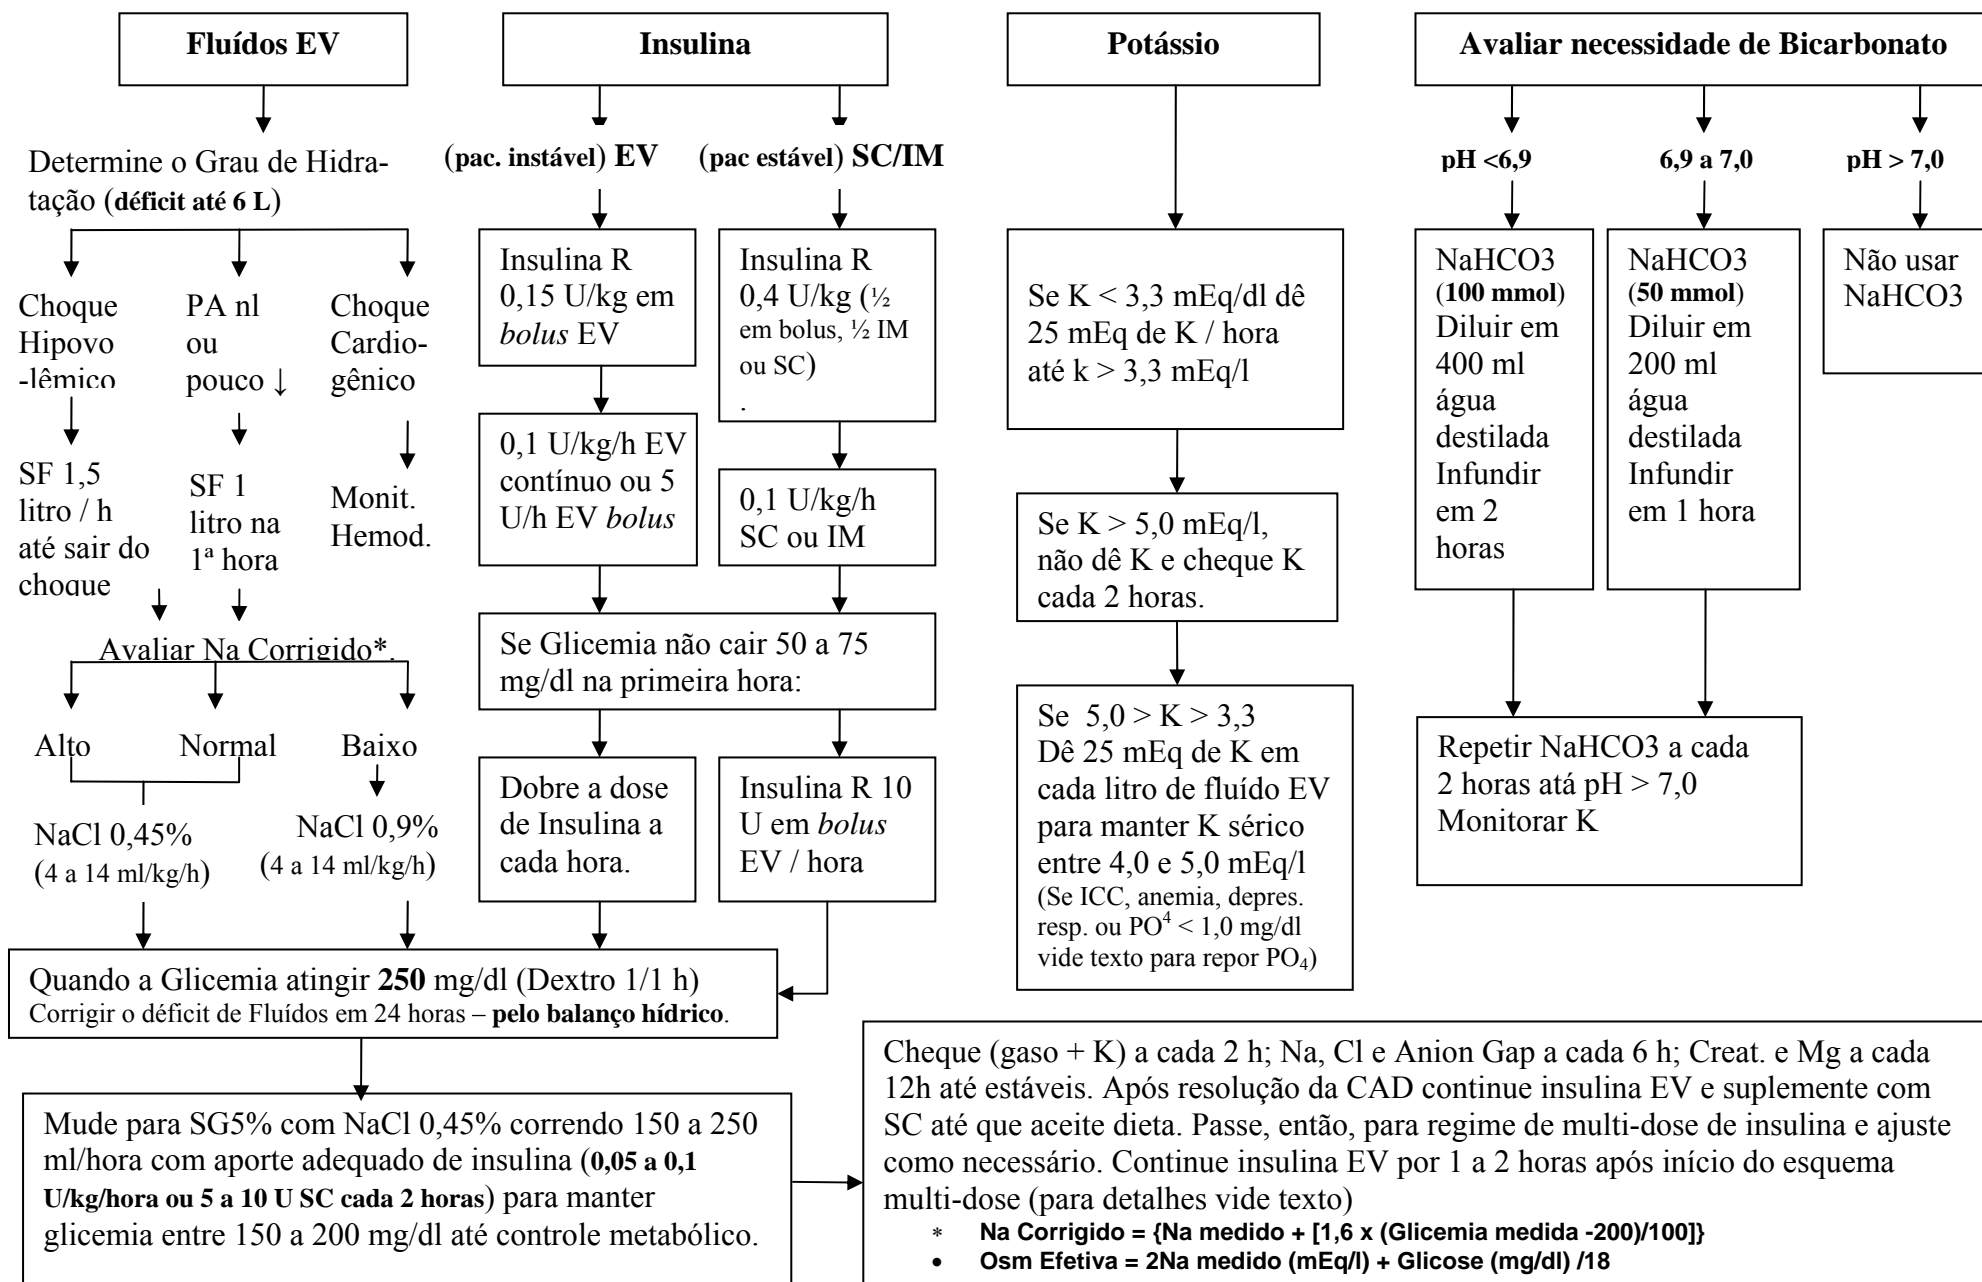 Fluídos EV
Insulina
Potássio
Avaliar necessidade de Bicarbonato
Determine o Grau de Hidra-
tação (déficit até 6 L)
Choque
Hipovo
-lêmico
PA nl
ou
pouco ↓
Choque
Cardio-
gênico
SF 1,5
litro / h
até sair do
choque
SF 1
litro na
1ª hora
Monit.
Hemod.
Avaliar Na Corrigido*.
Alto
Normal
Baixo
NaCl 0,45%
(4 a 14 ml/kg/h)
NaCl 0,9%
(4 a 14 ml/kg/h)
(pac. instável) EV
(pac estável) SC/IM
Insulina R
0,15 U/kg em
bolus EV
Insulina R
0,4 U/kg (½
em bolus, ½ IM
ou SC)
.
0,1 U/kg/h EV
contínuo ou 5
U/h EV bolus
0,1 U/kg/h
SC ou IM
Se Glicemia não cair 50 a 75
mg/dl na primeira hora:
Dobre a dose
de Insulina a
cada hora.
Insulina R 10
U em bolus
EV / hora
Se K < 3,3 mEq/dl dê
25 mEq de K / hora
até k > 3,3 mEq/l
Se K > 5,0 mEq/l,
não dê K e cheque K
cada 2 horas.
Se 5,0 > K > 3,3
Dê 25 mEq de K em
cada litro de fluído EV
para manter K sérico
entre 4,0 e 5,0 mEq/l
(Se ICC, anemia, depres.
resp. ou PO⁴ < 1,0 mg/dl
vide texto para repor PO₄)
pH <6,9
6,9 a 7,0
pH > 7,0
NaHCO3
(100 mmol)
Diluir em
400 ml
água
destilada
Infundir
em 2
horas
NaHCO3
(50 mmol)
Diluir em
200 ml
água
destilada
Infundir
em 1 hora
Não usar
NaHCO3
Repetir NaHCO3 a cada
2 horas atá pH > 7,0
Monitorar K
Quando a Glicemia atingir 250 mg/dl (Dextro 1/1 h)
Corrigir o déficit de Fluídos em 24 horas – pelo balanço hídrico.
Mude para SG5% com NaCl 0,45% correndo 150 a 250
ml/hora com aporte adequado de insulina (0,05 a 0,1
U/kg/hora ou 5 a 10 U SC cada 2 horas) para manter
glicemia entre 150 a 200 mg/dl até controle metabólico.
Cheque (gaso + K) a cada 2 h; Na, Cl e Anion Gap a cada 6 h; Creat. e Mg a cada
12h até estáveis. Após resolução da CAD continue insulina EV e suplemente com
SC até que aceite dieta. Passe, então, para regime de multi-dose de insulina e ajuste
como necessário. Continue insulina EV por 1 a 2 horas após início do esquema
multi-dose (para detalhes vide texto)
* Na Corrigido = {Na medido + [1,6 x (Glicemia medida -200)/100]}
• Osm Efetiva = 2Na medido (mEq/l) + Glicose (mg/dl) /18